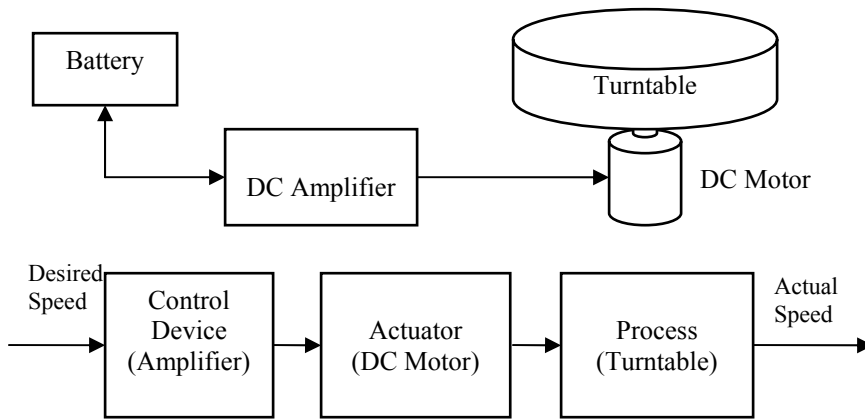 Battery
Turntable
DC Amplifier
DC Motor
Desired
Speed
Control
Device
(Amplifier)
Actuator
(DC Motor)
Process
(Turntable)
Actual
Speed